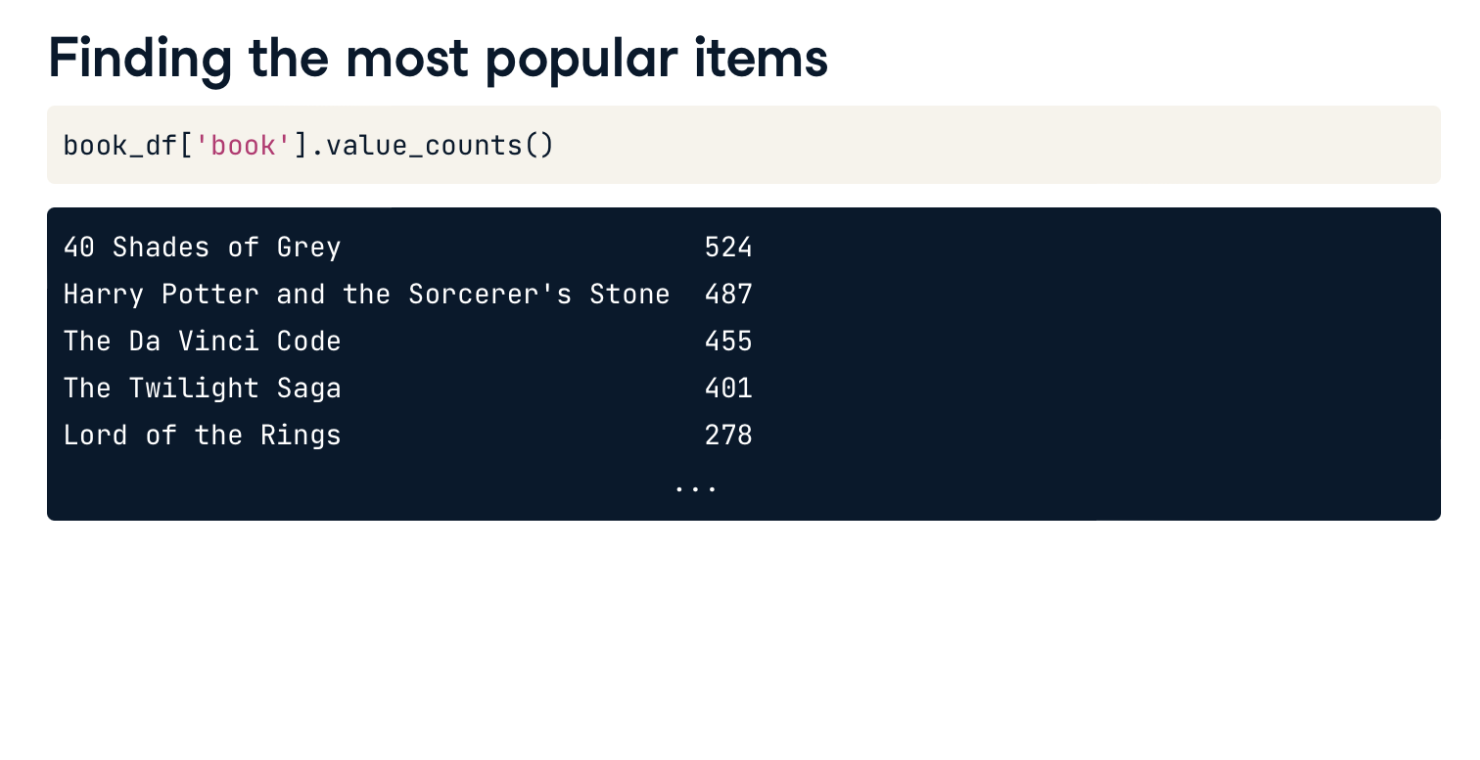 Finding the most popular items
book_df['book'].value_counts()
40 Shades of Grey 524
Harry Potter and the Sorcerer's Stone 487
The Da Vinci Code 455
The Twilight Saga 401
Lord of the Rings 278
...